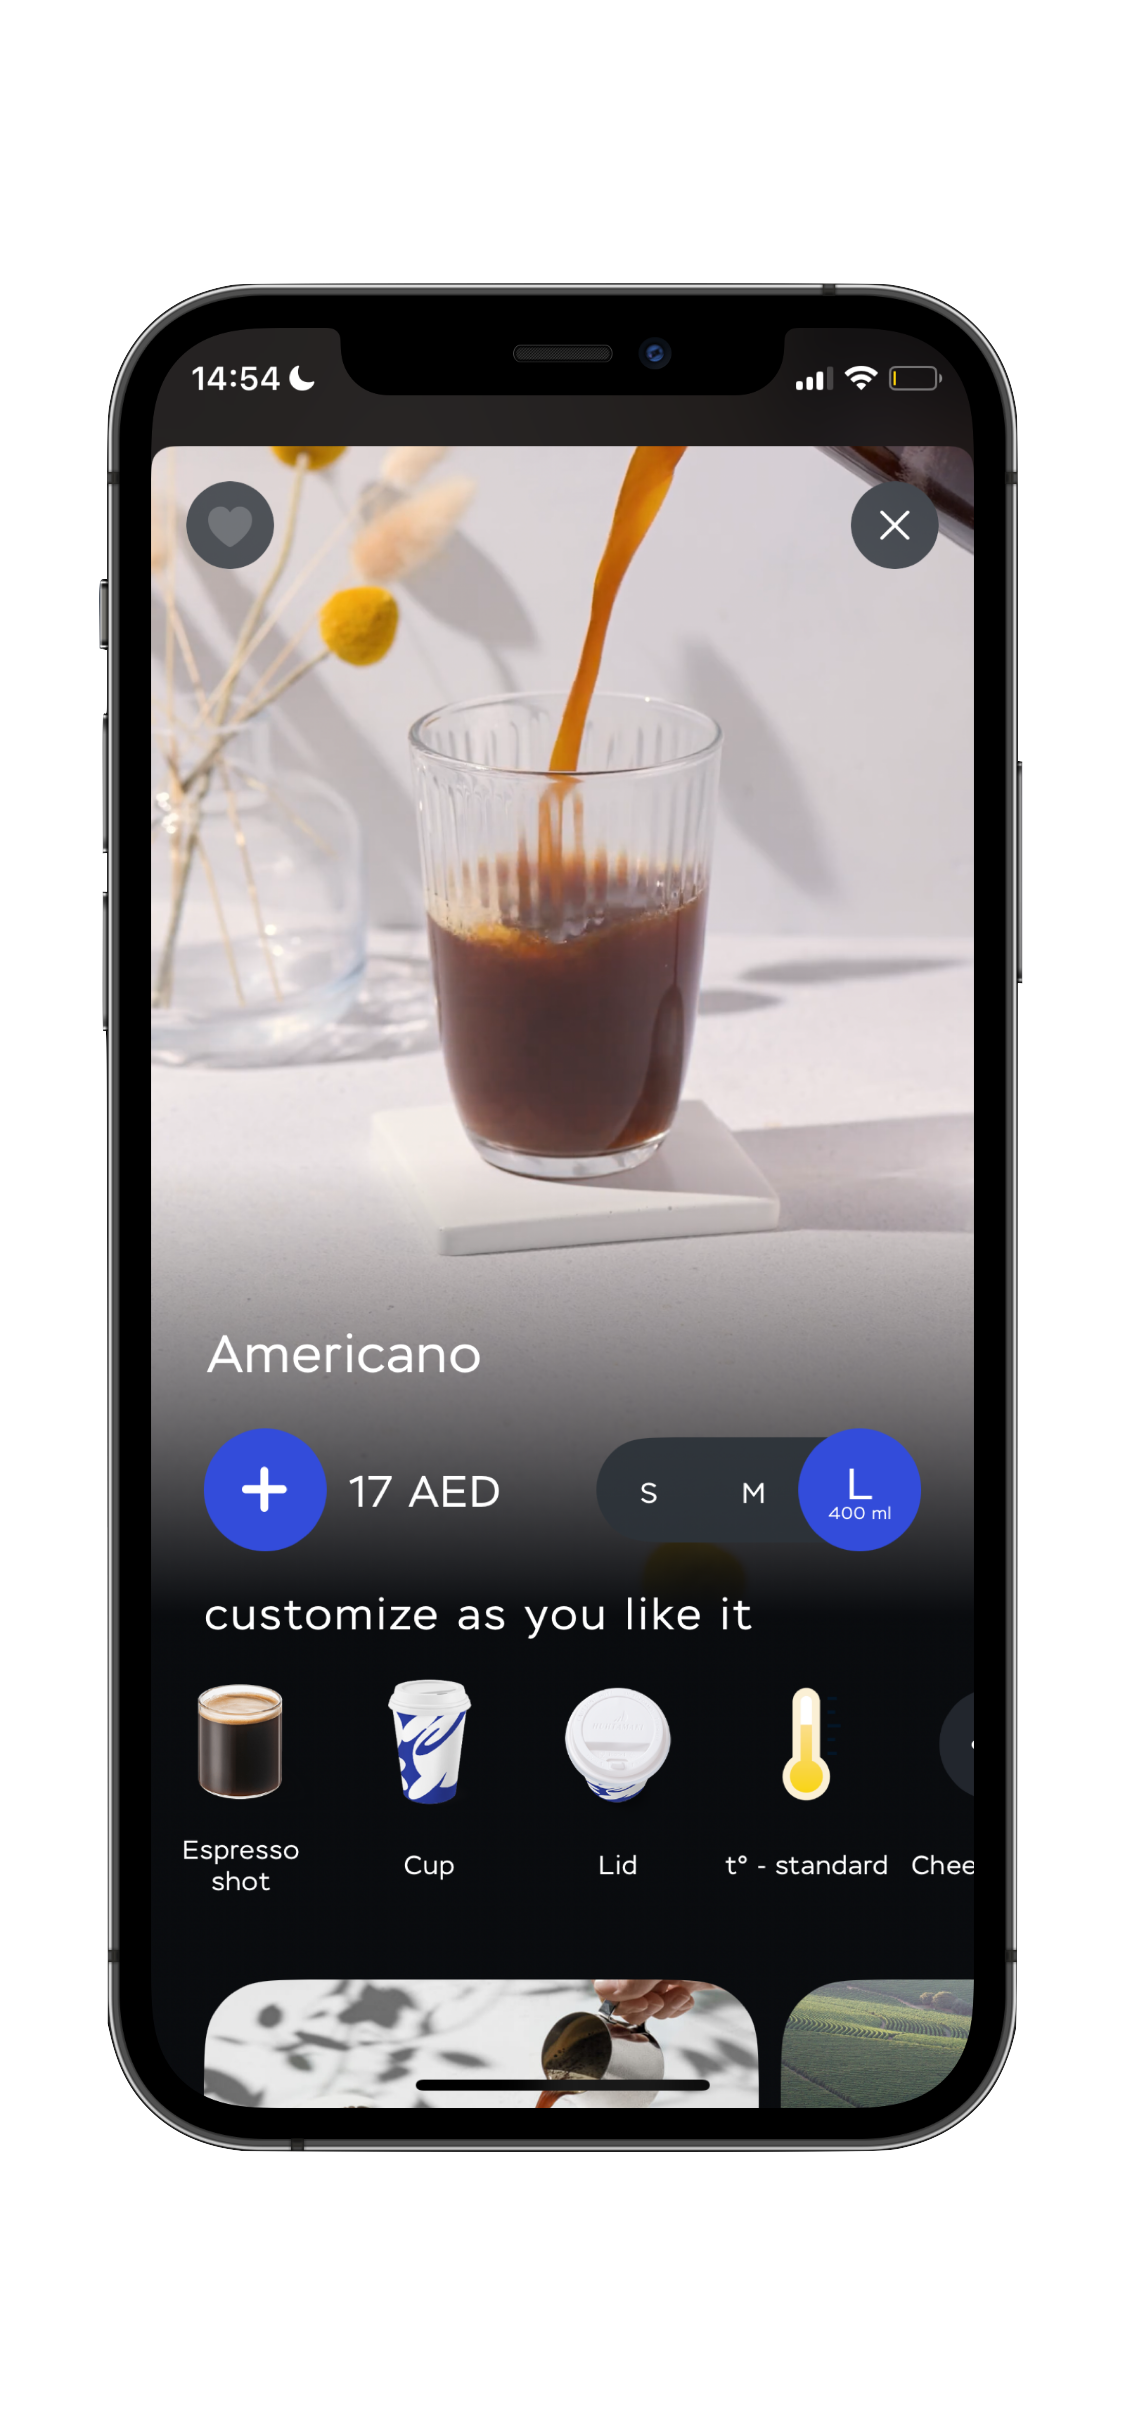 14:54
Americano
17 AED
S
M
L
400 ml
customize as you like it
Espresso
shot
Cup
Lid
t° - standard
Chee